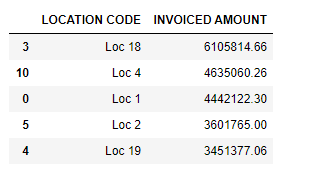 LOCATION CODE INVOICED AMOUNT
3 Loc 18 6105814.66
10 Loc 4 4635060.26
0 Loc 1 4442122.30
5 Loc 2 3601765.00
4 Loc 19 3451377.06